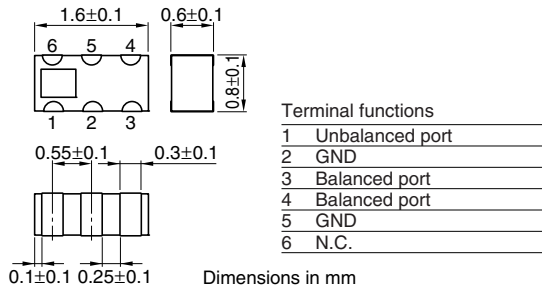 1.6±0.1
0.6±0.1
6 5 4
0.8±0.1
1 2 3
0.55±0.1
0.3±0.1
0.1±0.1
0.25±0.1
Dimensions in mm
Terminal functions
1 Unbalanced port
2 GND
3 Balanced port
4 Balanced port
5 GND
6 N.C.